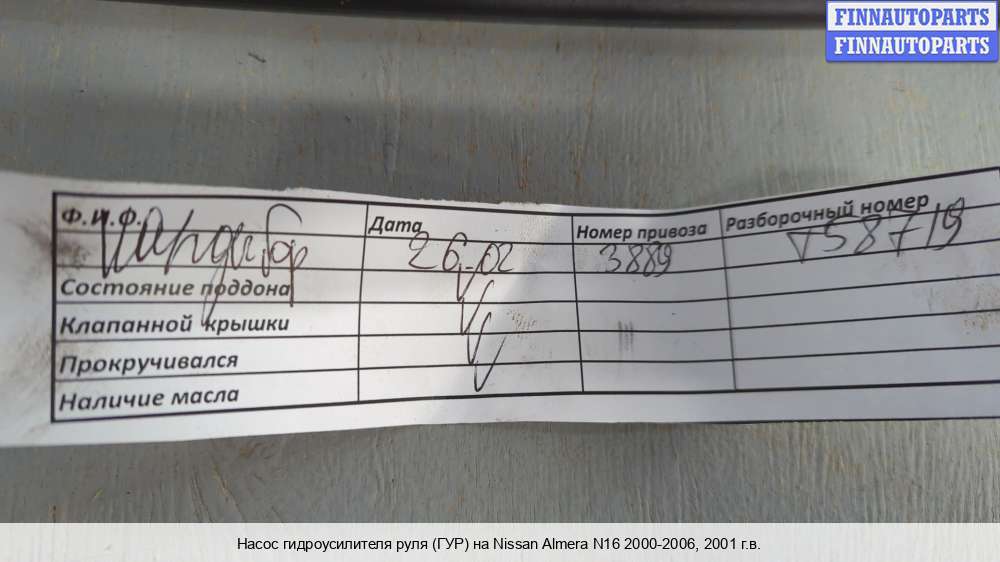 FINNAUTOPARTS
FINNAUTOPARTS
Ф.И.Ф. Дата Номер привоза Разборочный номер
26.02 3889 T58719
Состояние поддона
Клапанной крышки
Прокручивался
Наличие масла
Насос гидроусилителя руля (ГУР) на Nissan Almera N16 2000-2006, 2001 г.в.